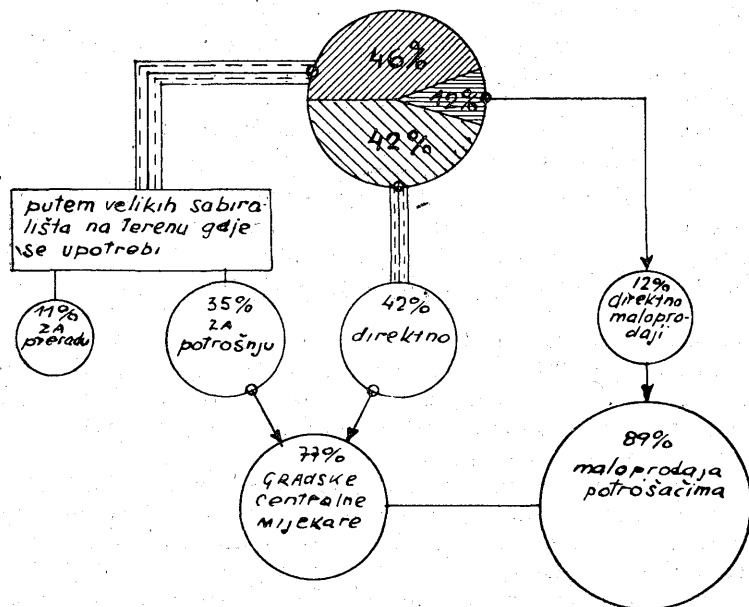 46%
12%
42%
putem velikih sabira-
lišta na terenu gdje
se upotrebi
11%
ZA
preradu
35%
ZA
potrošnju
42%
direktno
12%
direktno
malopro-
daji
77%
GRADSKE
centralne
MLJEKARE
89%
maloprodaja
potrošačima